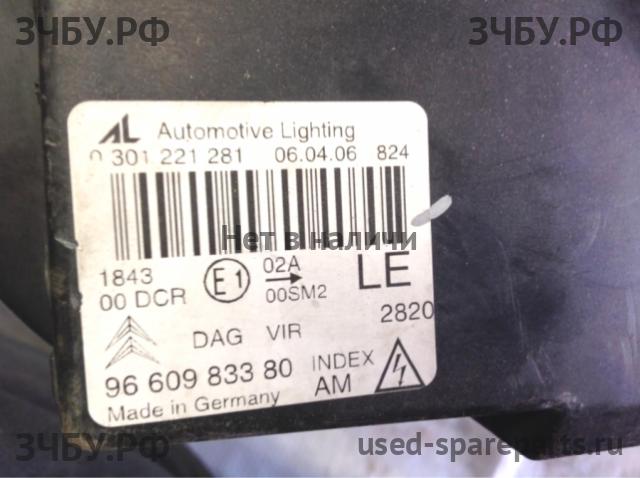 ЗЧБУ.РФ ЗЧБУ.РФ
AL Automotive Lighting
0 301 221 281 06.04.06 824
Нет в наличи
1843 E1 02A LE
00 DCR 00SM2
2820
DAG VIR
96 609 833 80 INDEX
AM
Made in Germany
ЗЧБУ.РФ used-spareparts.ru